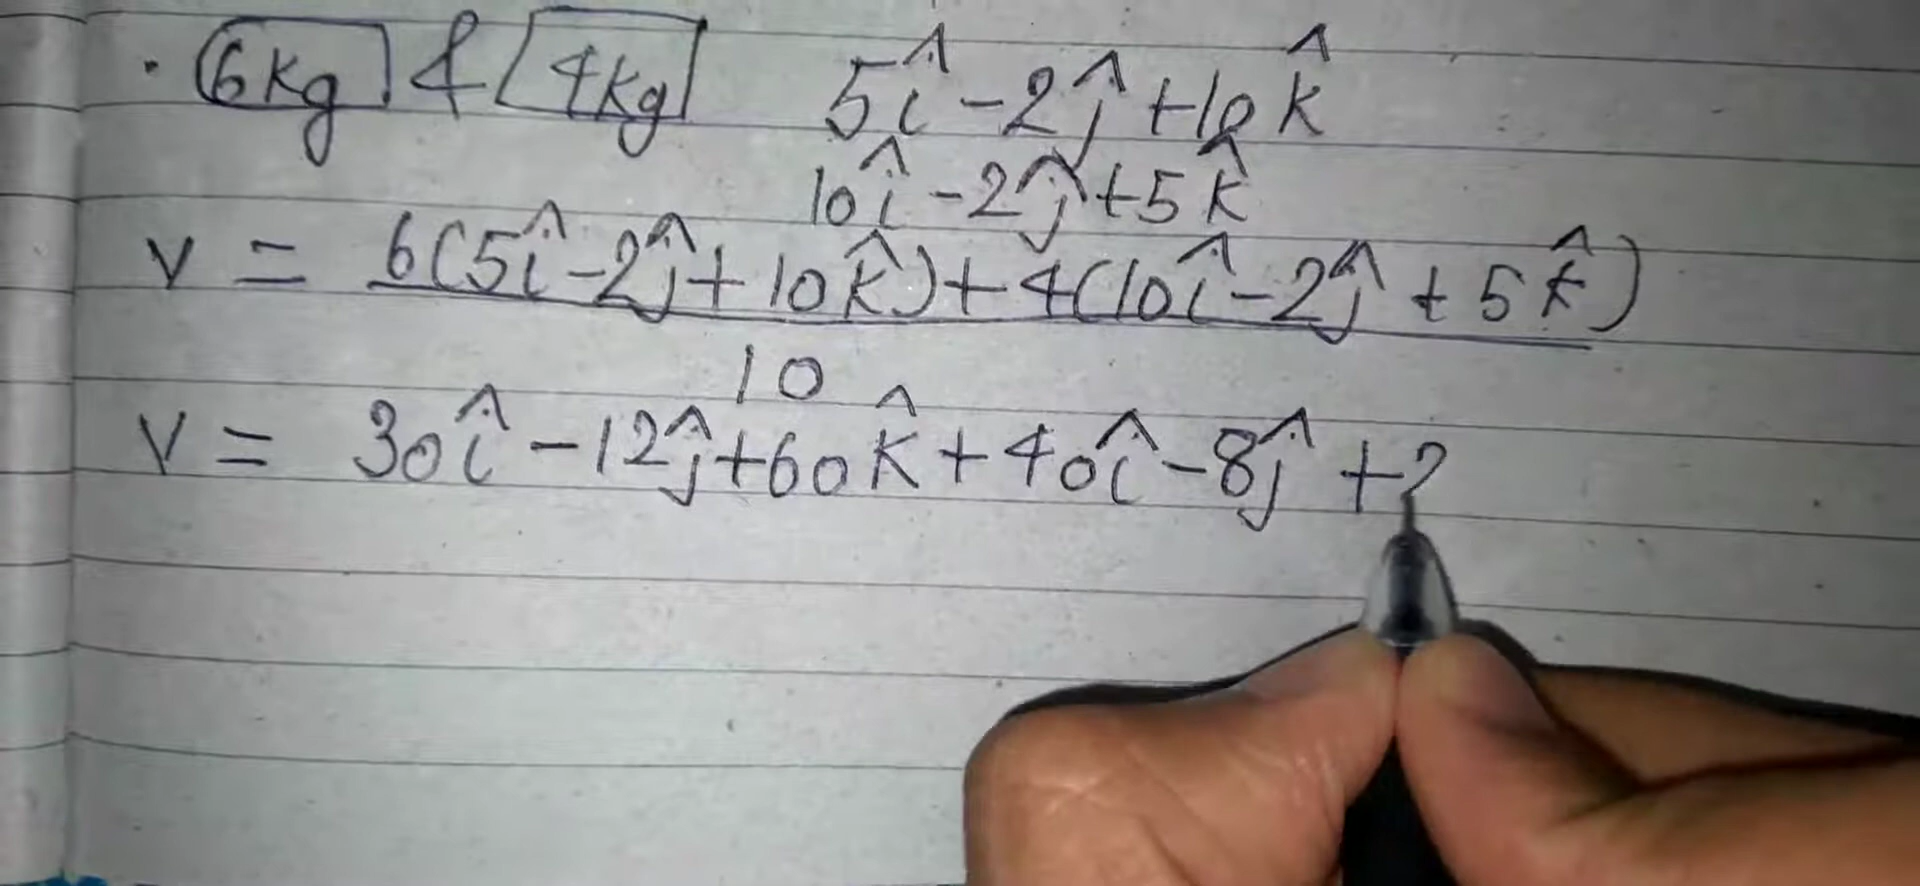 · 6kg & 4kg 5î - 2ĵ + 10k̂
10î - 2ĵ + 5k̂
v = 6(5î - 2ĵ + 10k̂) + 4(10î - 2ĵ + 5k̂)
10
v = 30î - 12ĵ + 60k̂ + 40î - 8ĵ + 2